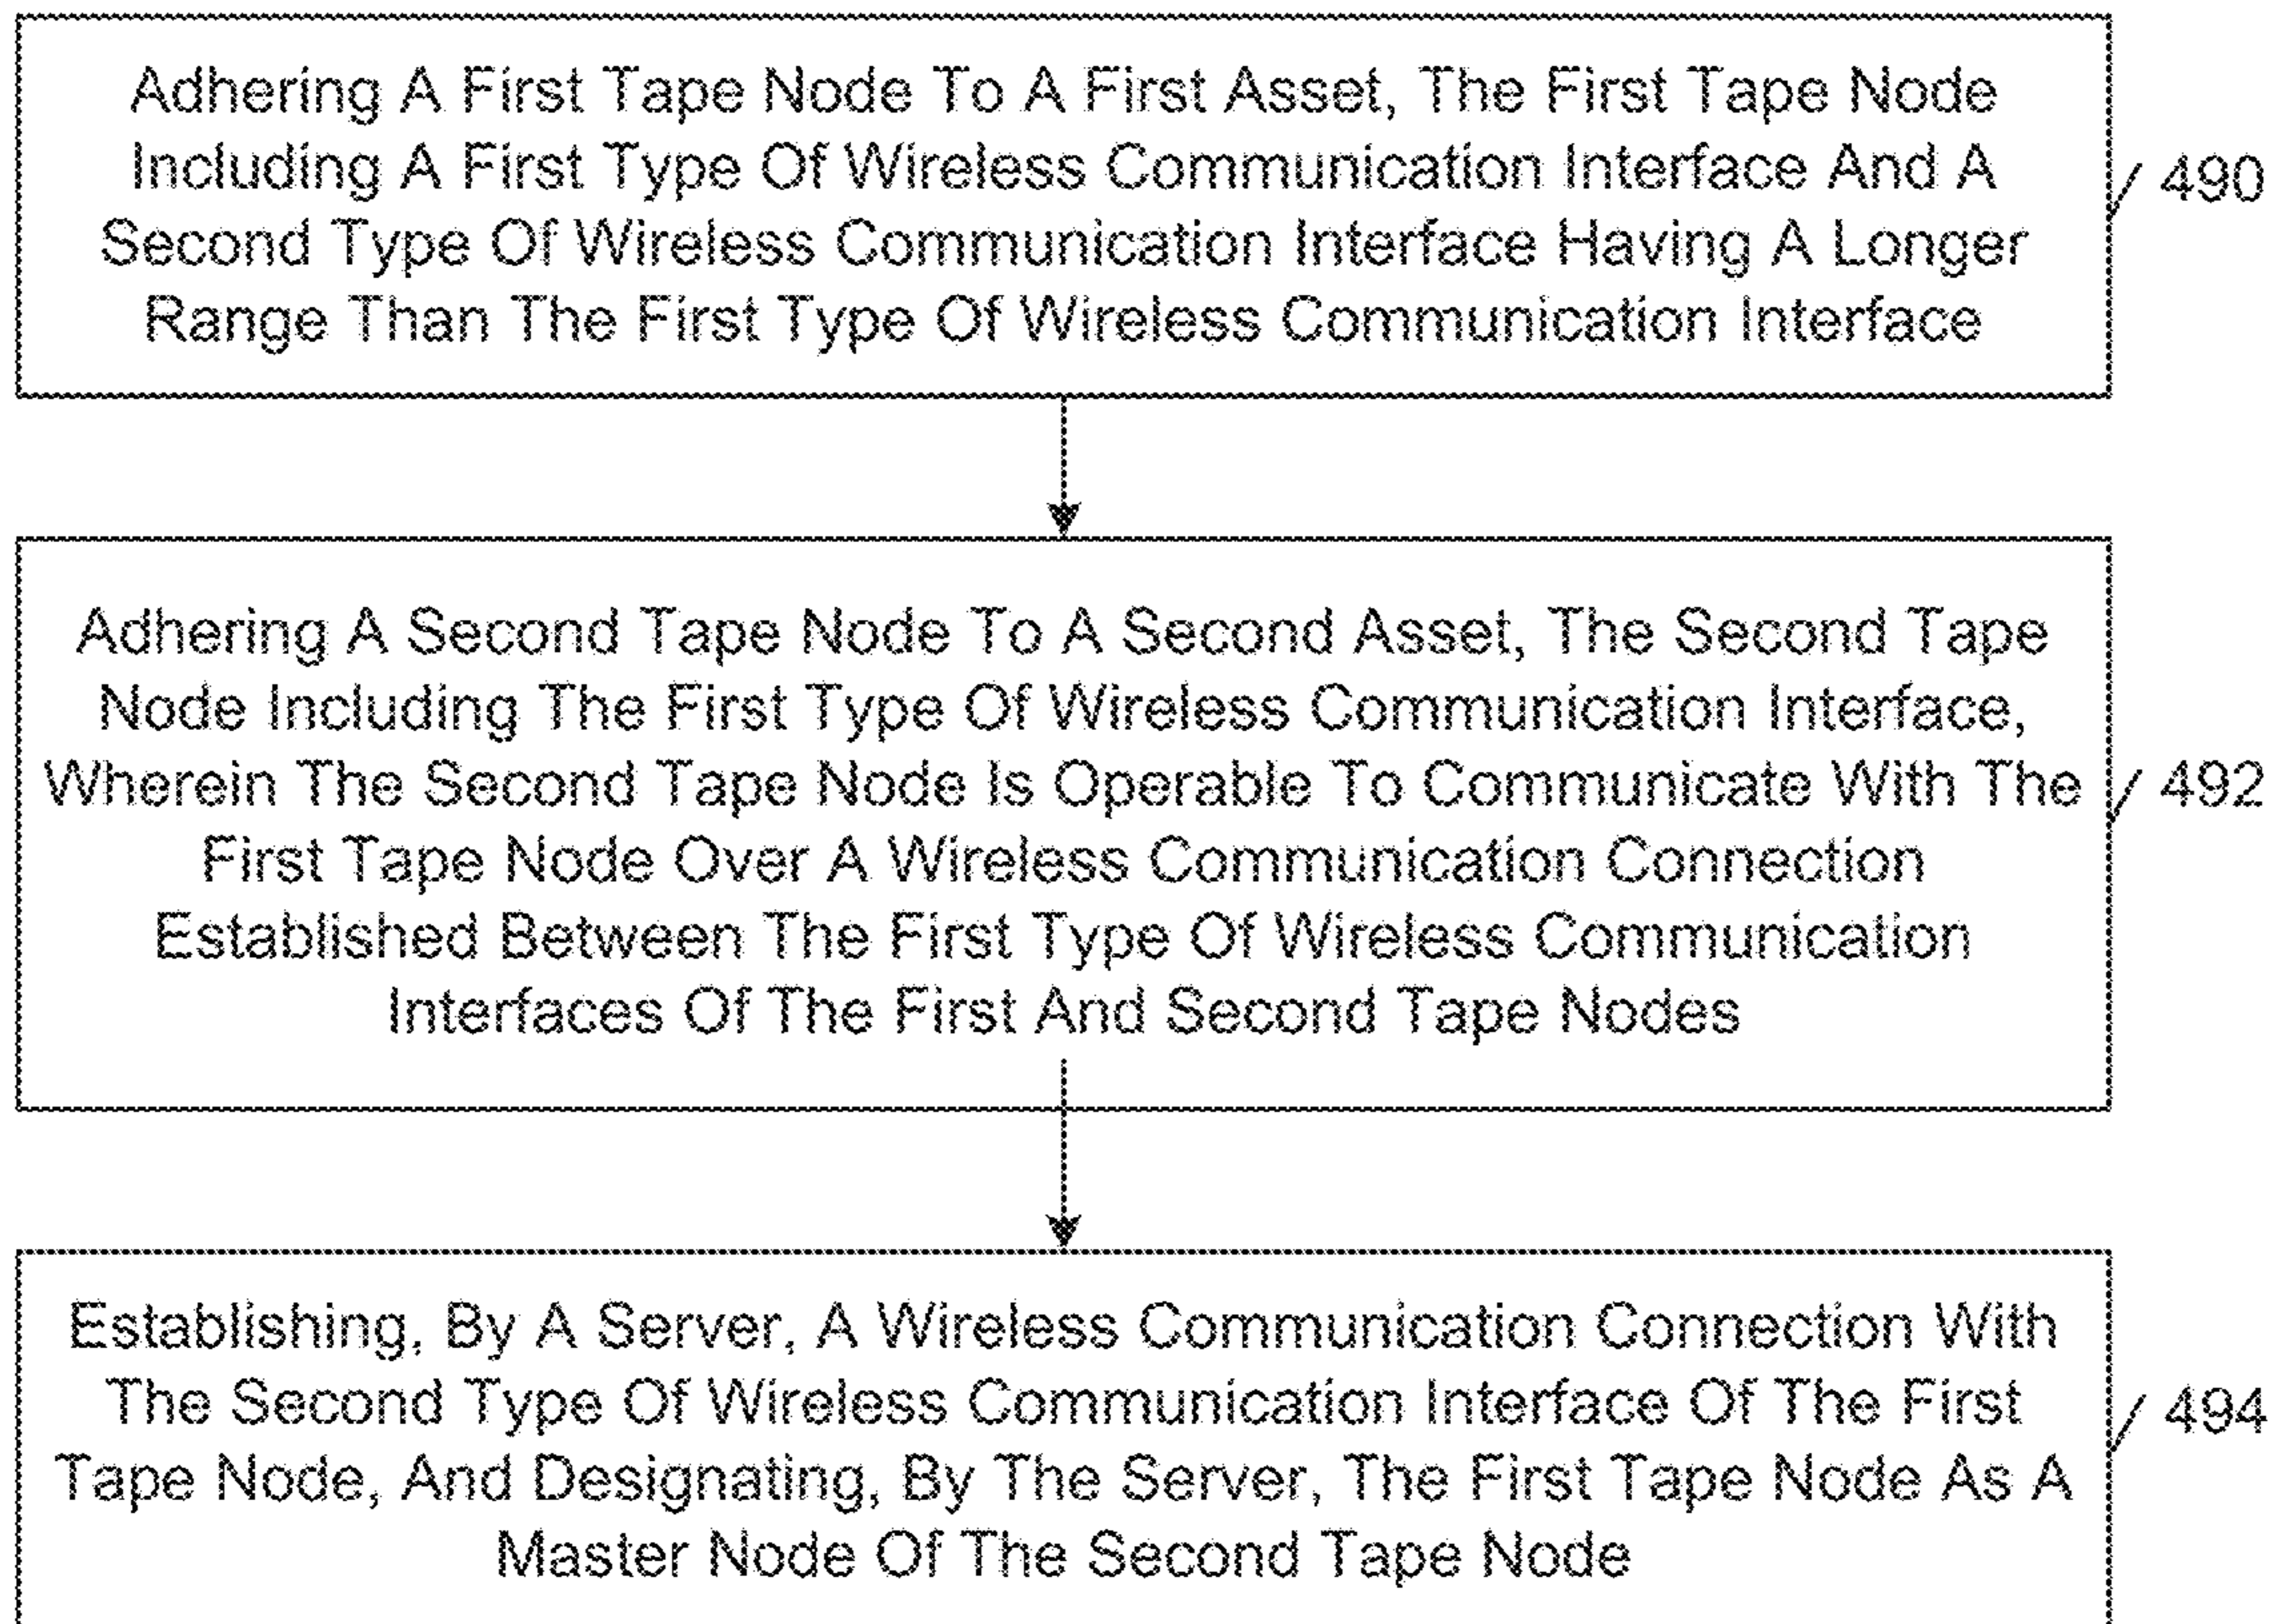 Adhering A First Tape Node To A First Asset, The First Tape Node
Including A First Type Of Wireless Communication Interface And A
Second Type Of Wireless Communication Interface Having A Longer
Range Than The First Type Of Wireless Communication Interface
490
Adhering A Second Tape Node To A Second Asset, The Second Tape
Node Including The First Type Of Wireless Communication Interface,
Wherein The Second Tape Node Is Operable To Communicate With The
First Tape Node Over A Wireless Communication Connection
Established Between The First Type Of Wireless Communication
Interfaces Of The First And Second Tape Nodes
492
Establishing, By A Server, A Wireless Communication Connection With
The Second Type Of Wireless Communication Interface Of The First
Tape Node, And Designating, By The Server, The First Tape Node As A
Master Node Of The Second Tape Node
494